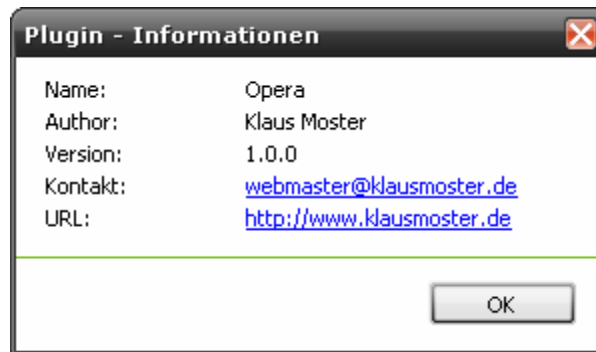 Plugin - Informationen
Name: Opera
Author: Klaus Moster
Version: 1.0.0
Kontakt: webmaster@klausmoster.de
URL: http://www.klausmoster.de
OK